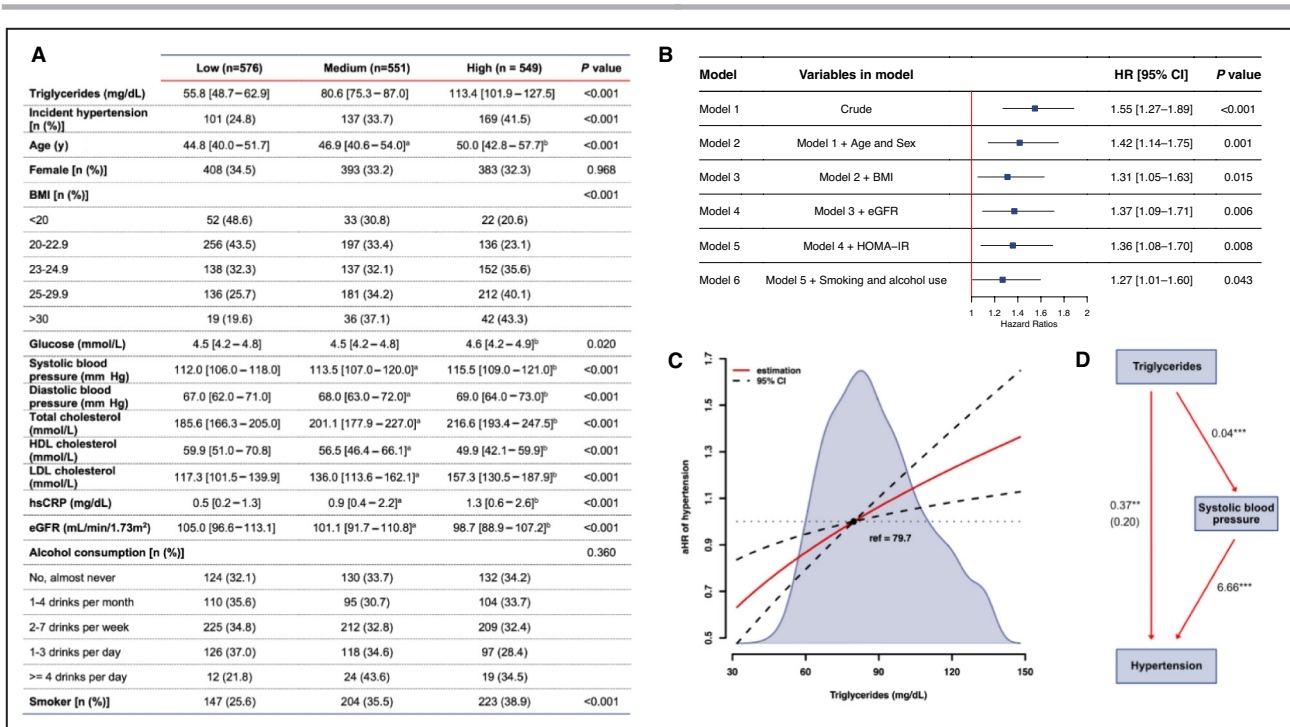 A
Low (n=576) Medium (n=551) High (n = 549) P value
Triglycerides (mg/dL) 55.8 [48.7–62.9] 80.6 [75.3–87.0] 113.4 [101.9–127.5] <0.001
Incident hypertension
[n (%)] 101 (24.8) 137 (33.7) 169 (41.5) <0.001
Age (y) 44.8 [40.0–51.7] 46.9 [40.6–54.0]ᵃ 50.0 [42.8–57.7]ᵇ <0.001
Female [n (%)] 408 (34.5) 393 (33.2) 383 (32.3) 0.968
BMI [n (%)] <0.001
<20 52 (48.6) 33 (30.8) 22 (20.6)
20-22.9 256 (43.5) 197 (33.4) 136 (23.1)
23-24.9 138 (32.3) 137 (32.1) 152 (35.6)
25-29.9 136 (25.7) 181 (34.2) 212 (40.1)
>30 19 (19.6) 36 (37.1) 42 (43.3)
Glucose (mmol/L) 4.5 [4.2–4.8] 4.5 [4.2–4.8] 4.6 [4.2–4.9]ᵇ 0.020
Systolic blood
pressure (mm Hg) 112.0 [106.0–118.0] 113.5 [107.0–120.0]ᵃ 115.5 [109.0–121.0]ᵇ <0.001
Diastolic blood
pressure (mm Hg) 67.0 [62.0–71.0] 68.0 [63.0–72.0]ᵃ 69.0 [64.0–73.0]ᵇ <0.001
Total cholesterol
(mmol/L) 185.6 [166.3–205.0] 201.1 [177.9–227.0]ᵃ 216.6 [193.4–247.5]ᵇ <0.001
HDL cholesterol
(mmol/L) 59.9 [51.0–70.8] 56.5 [46.4–66.1]ᵃ 49.9 [42.1–59.9]ᵇ <0.001
LDL cholesterol
(mmol/L) 117.3 [101.5–139.9] 136.0 [113.6–162.1]ᵃ 157.3 [130.5–187.9]ᵇ <0.001
hsCRP (mg/dL) 0.5 [0.2–1.3] 0.9 [0.4–2.2]ᵃ 1.3 [0.6–2.6]ᵇ <0.001
eGFR (mL/min/1.73m²) 105.0 [96.6–113.1] 101.1 [91.7–110.8]ᵃ 98.7 [88.9–107.2]ᵇ <0.001
Alcohol consumption [n (%)] 0.360
No, almost never 124 (32.1) 130 (33.7) 132 (34.2)
1-4 drinks per month 110 (35.6) 95 (30.7) 104 (33.7)
2-7 drinks per week 225 (34.8) 212 (32.8) 209 (32.4)
1-3 drinks per day 126 (37.0) 118 (34.6) 97 (28.4)
>= 4 drinks per day 12 (21.8) 24 (43.6) 19 (34.5)
Smoker [n (%)] 147 (25.6) 204 (35.5) 223 (38.9) <0.001
B
Model Variables in model HR [95% CI] P value
Model 1 Crude 1.55 [1.27–1.89] <0.001
Model 2 Model 1 + Age and Sex 1.42 [1.14–1.75] 0.001
Model 3 Model 2 + BMI 1.31 [1.05–1.63] 0.015
Model 4 Model 3 + eGFR 1.37 [1.09–1.71] 0.006
Model 5 Model 4 + HOMA–IR 1.36 [1.08–1.70] 0.008
Model 6 Model 5 + Smoking and alcohol use 1.27 [1.01–1.60] 0.043
1 1.2 1.4 1.6 1.8 2
Hazard Ratios
C
estimation
95% CI
aHR of hypertension
1.7
1.5
1.3
1.1
0.9
0.7
0.5
ref = 79.7
30 60 90 120 150
Triglycerides (mg/dL)
D
Triglycerides
0.04***
0.37**
(0.20)
Systolic blood
pressure
6.66***
Hypertension